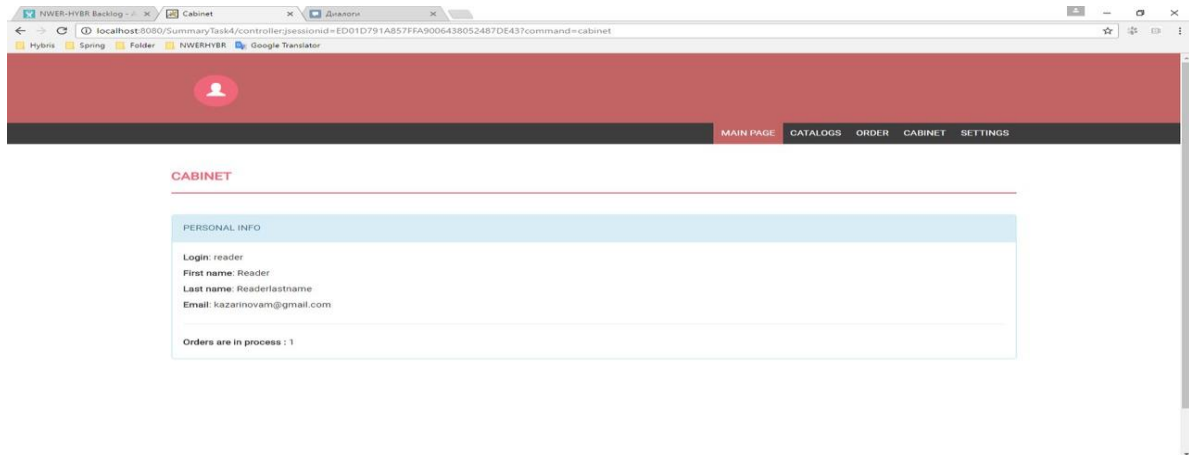 NWER-HYBR Backlog - A
Cabinet
Диалоги
localhost:8080/SummaryTask4/controller;jsessionid=ED01D791A857FFA9006438052487DE43?command=cabinet
Hybris Spring Folder NWERHYBR Google Translator
MAIN PAGE CATALOGS ORDER CABINET SETTINGS
CABINET
PERSONAL INFO
Login: reader
First name: Reader
Last name: Readerlastname
Email: kazarinovam@gmail.com
Orders are in process : 1